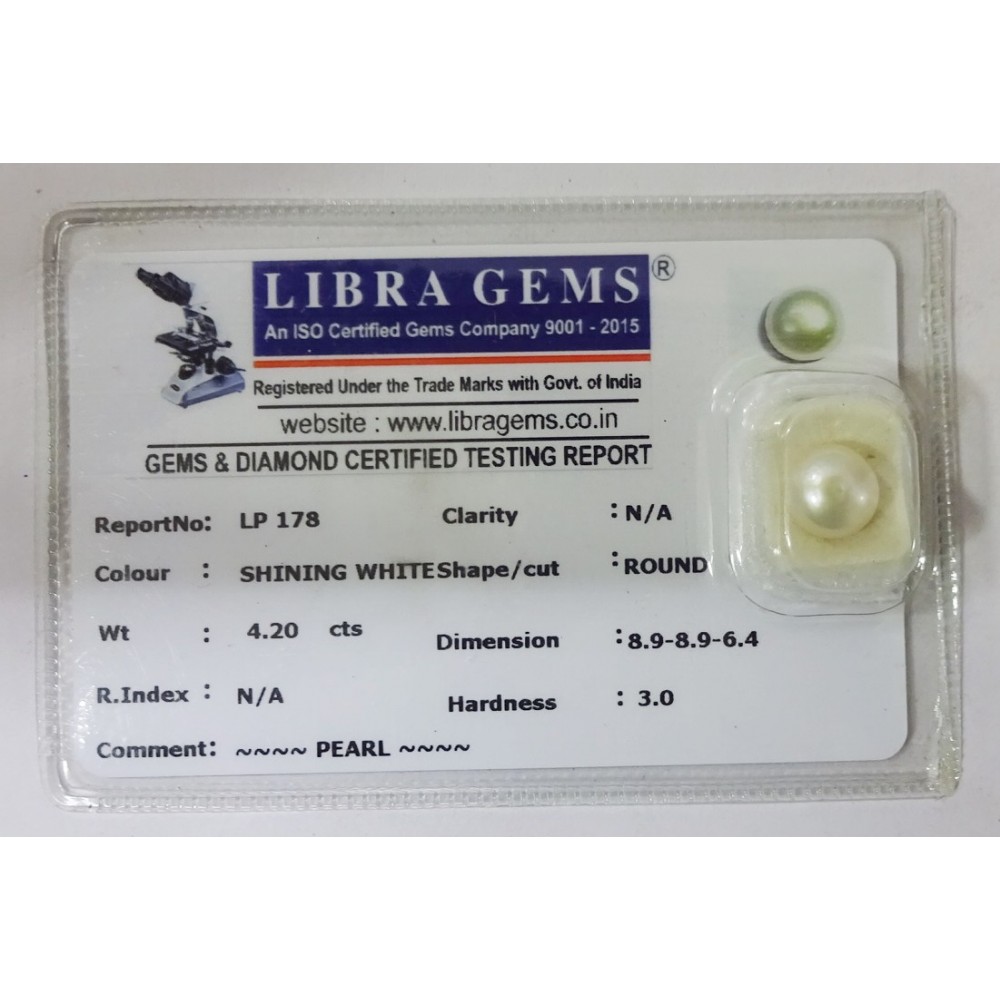 LIBRA GEMS ®
An ISO Certified Gems Company 9001 - 2015
Registered Under the Trade Marks with Govt. of India
website : www.libragems.co.in
GEMS & DIAMOND CERTIFIED TESTING REPORT
ReportNo: LP 178 Clarity : N/A
Colour : SHINING WHITE Shape/cut : ROUND
Wt : 4.20 cts Dimension : 8.9-8.9-6.4
R.Index : N/A Hardness : 3.0
Comment: ~~~~ PEARL ~~~~